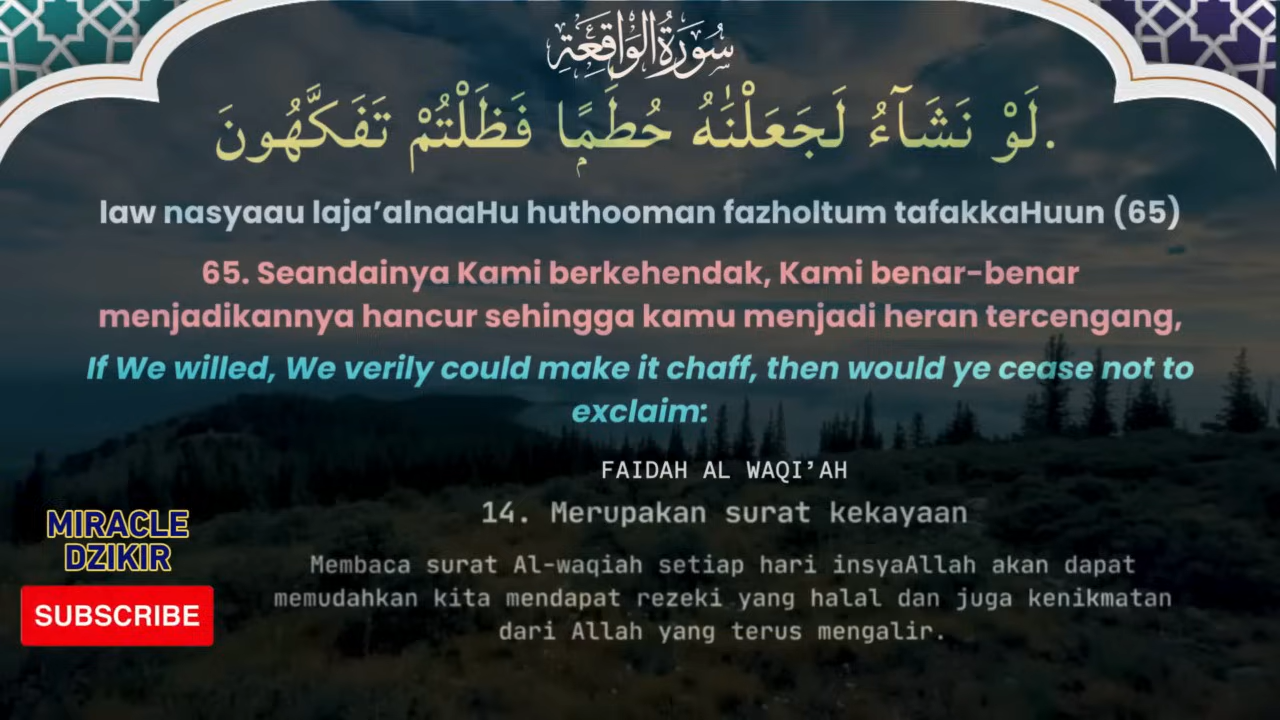 سُورَةُ الْوَاقِعَةِ
لَوْ نَشَآءُ لَجَعَلْنَٰهُ حُطَٰمًۭا فَظَلْتُمْ تَفَكَّهُونَ.
law nasyaau laja’alnaaHu huthooman fazholtum tafakkaHuun (65)
65. Seandainya Kami berkehendak, Kami benar-benar
menjadikannya hancur sehingga kamu menjadi heran tercengang,
If We willed, We verily could make it chaff, then would ye cease not to
exclaim:
FAIDAH AL WAQI’AH
14. Merupakan surat kekayaan
Membaca surat Al-waqiah setiap hari insyaAllah akan dapat
memudahkan kita mendapat rezeki yang halal dan juga kenikmatan
dari Allah yang terus mengalir.
MIRACLE
DZIKIR
SUBSCRIBE